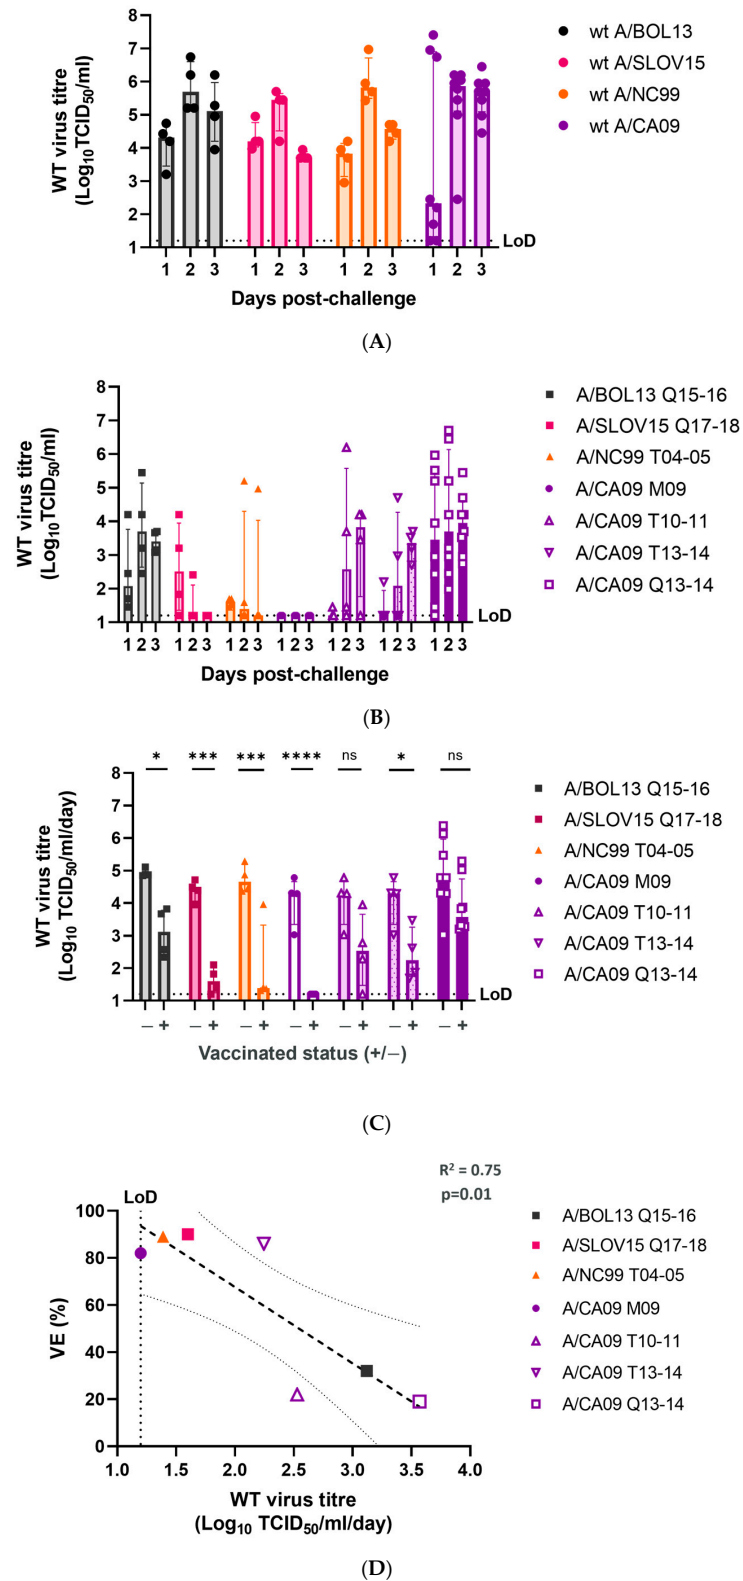 8
7
6
5
4
3
2
1
WT virus titre
(Log10 TCID50/ml)
LoD
1 2 3 1 2 3 1 2 3 1 2 3
Days post-challenge
wt A/BOL13
wt A/SLOV15
wt A/NC99
wt A/CA09
(A)
8
7
6
5
4
3
2
1
WT virus titre
(Log10 TCID50/ml)
LoD
1 2 3 1 2 3 1 2 3 1 2 3 1 2 3 1 2 3 1 2 3
Days post-challenge
A/BOL13 Q15-16
A/SLOV15 Q17-18
A/NC99 T04-05
A/CA09 M09
A/CA09 T10-11
A/CA09 T13-14
A/CA09 Q13-14
(B)
* *** *** **** ns * ns
8
7
6
5
4
3
2
1
WT virus titre
(Log10 TCID50/ml/day)
LoD
– + – + – + – + – + – + – +
Vaccinated status (+/–)
A/BOL13 Q15-16
A/SLOV15 Q17-18
A/NC99 T04-05
A/CA09 M09
A/CA09 T10-11
A/CA09 T13-14
A/CA09 Q13-14
(C)
R2 = 0.75
p=0.01
LoD
100
80
60
40
20
0
VE (%)
1.0 1.5 2.0 2.5 3.0 3.5 4.0
WT virus titre
(Log10 TCID50/ml/day)
A/BOL13 Q15-16
A/SLOV15 Q17-18
A/NC99 T04-05
A/CA09 M09
A/CA09 T10-11
A/CA09 T13-14
A/CA09 Q13-14
(D)